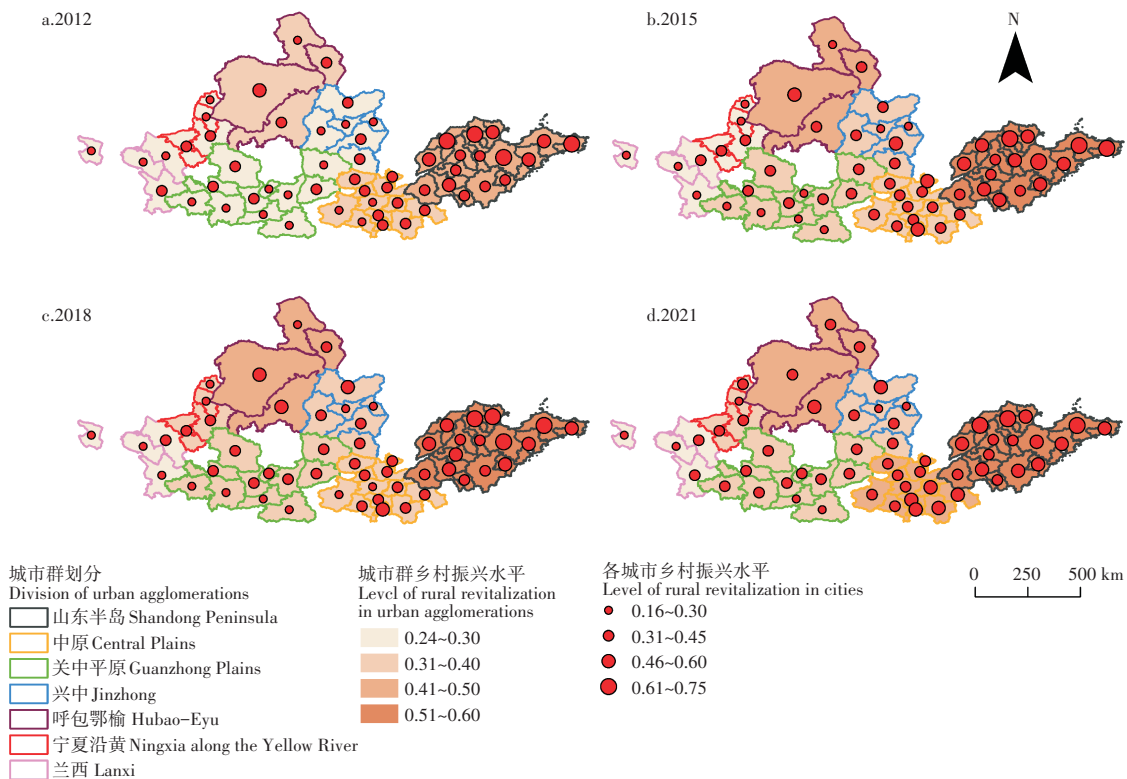 a.2012
b.2015
N
c.2018
d.2021
城市群划分
Division of urban agglomerations
山东半岛 Shandong Peninsula
中原 Central Plains
关中平原 Guanzhong Plains
兴中 Jinzhong
呼包鄂榆 Hubao-Eyu
宁夏沿黄 Ningxia along the Yellow River
兰西 Lanxi
城市群乡村振兴水平
Level of rural revitalization
in urban agglomerations
0.24~0.30
0.31~0.40
0.41~0.50
0.51~0.60
各城市乡村振兴水平
Level of rural revitalization in cities
0.16~0.30
0.31~0.45
0.46~0.60
0.61~0.75
0 250 500 km